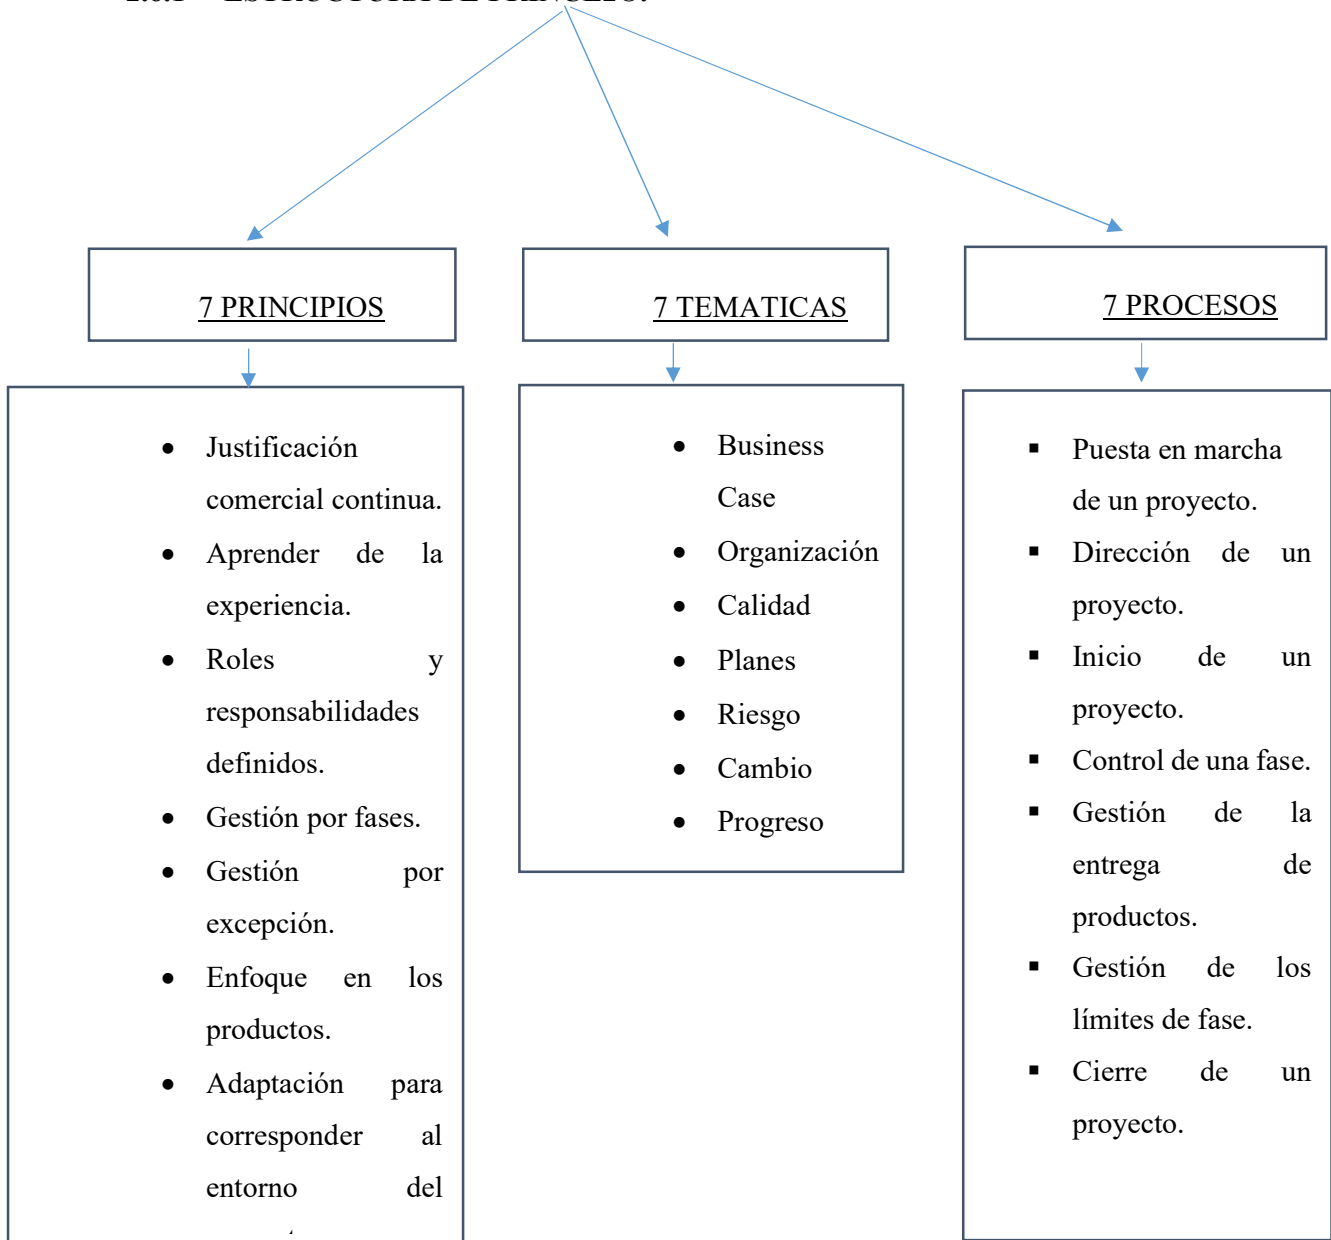 7 PRINCIPIOS
• Justificación
comercial continua.
• Aprender de la
experiencia.
• Roles y
responsabilidades
definidos.
• Gestión por fases.
• Gestión por
excepción.
• Enfoque en los
productos.
• Adaptación para
corresponder al
entorno del
7 TEMATICAS
• Business
Case
• Organización
• Calidad
• Planes
• Riesgo
• Cambio
• Progreso
7 PROCESOS
▪ Puesta en marcha
de un proyecto.
▪ Dirección de un
proyecto.
▪ Inicio de un
proyecto.
▪ Control de una fase.
▪ Gestión de la
entrega de
productos.
▪ Gestión de los
límites de fase.
▪ Cierre de un
proyecto.